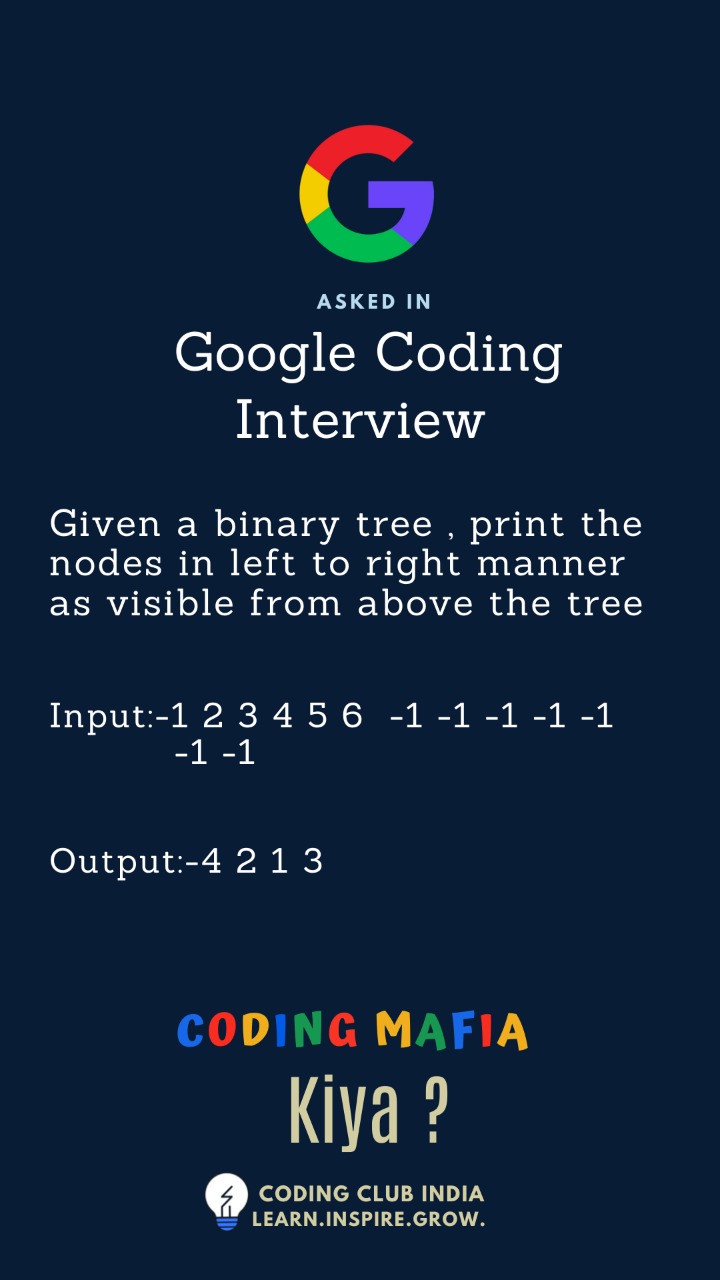 ASKED IN
Google Coding
Interview
Given a binary tree , print the
nodes in left to right manner
as visible from above the tree
Input:-1 2 3 4 5 6 -1 -1 -1 -1 -1
-1 -1
Output:-4 2 1 3
CODING MAFIA
Kiya ?
CODING CLUB INDIA
LEARN.INSPIRE.GROW.